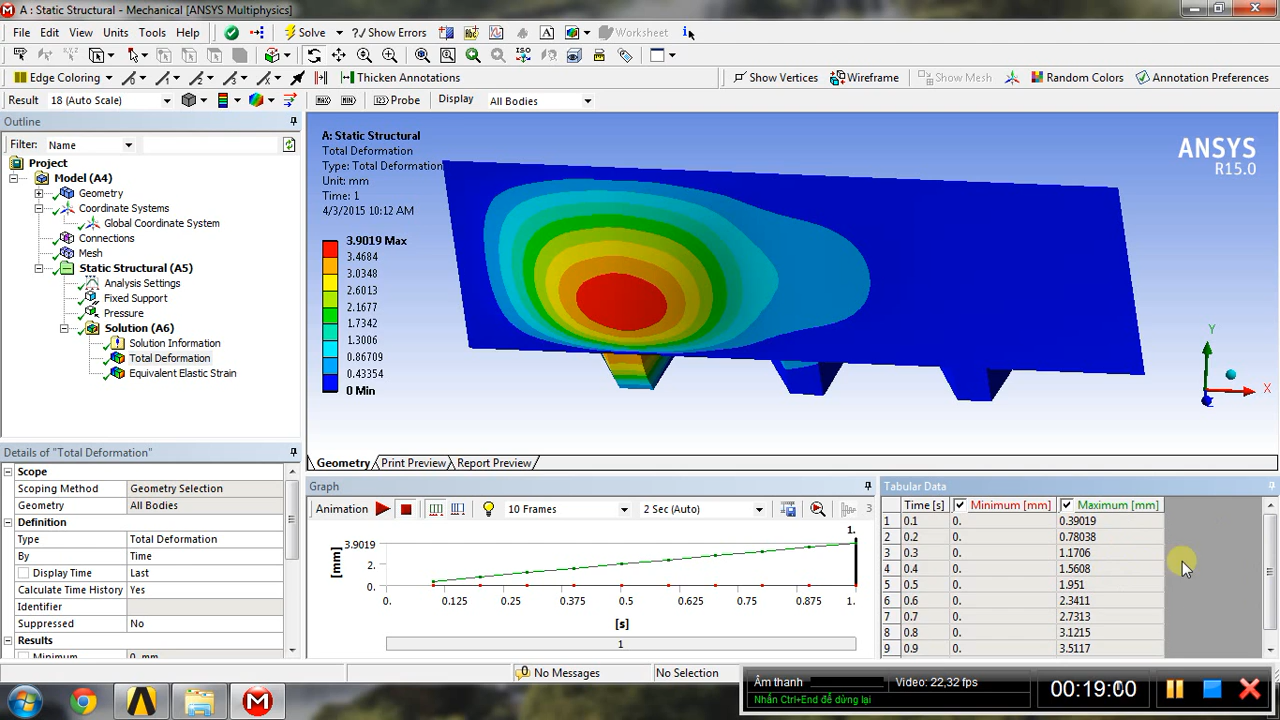 A : Static Structural - Mechanical [ANSYS Multiphysics]
File Edit View Units Tools Help Solve ?/ Show Errors Worksheet
Edge Coloring Thicken Annotations Show Vertices Wireframe Show Mesh Random Colors Annotation Preferences
Result 18 (Auto Scale) Probe Display All Bodies
Outline
Filter: Name
Project
Model (A4)
Geometry
Coordinate Systems
Global Coordinate System
Connections
Mesh
Static Structural (A5)
Analysis Settings
Fixed Support
Pressure
Solution (A6)
Solution Information
Total Deformation
Equivalent Elastic Strain
A: Static Structural
Total Deformation
Type: Total Deformation
Unit: mm
Time: 1
4/3/2015 10:12 AM
3.9019 Max
3.4684
3.0348
2.6013
2.1677
1.7342
1.3006
0.86709
0.43354
0 Min
ANSYS
R15.0
Y
X
Z
Geometry Print Preview Report Preview
Details of "Total Deformation"
Scope
Scoping Method Geometry Selection
Geometry All Bodies
Definition
Type Total Deformation
By Time
Display Time Last
Calculate Time History Yes
Identifier
Suppressed No
Results
Minimum 0. mm
Graph
Animation 10 Frames 2 Sec (Auto) 3
1.
3.9019
[mm]
2.
0.
0. 0.125 0.25 0.375 0.5 0.625 0.75 0.875 1.
[s]
1
Tabular Data
Time [s] Minimum [mm] Maximum [mm]
1 0.1 0. 0.39019
2 0.2 0. 0.78038
3 0.3 0. 1.1706
4 0.4 0. 1.5608
5 0.5 0. 1.951
6 0.6 0. 2.3411
7 0.7 0. 2.7313
8 0.8 0. 3.1215
9 0.9 0. 3.5117
No Messages No Selection
Âm thanh Video: 22,32 fps
Nhấn Ctrl+End để dừng lại
00:19:00